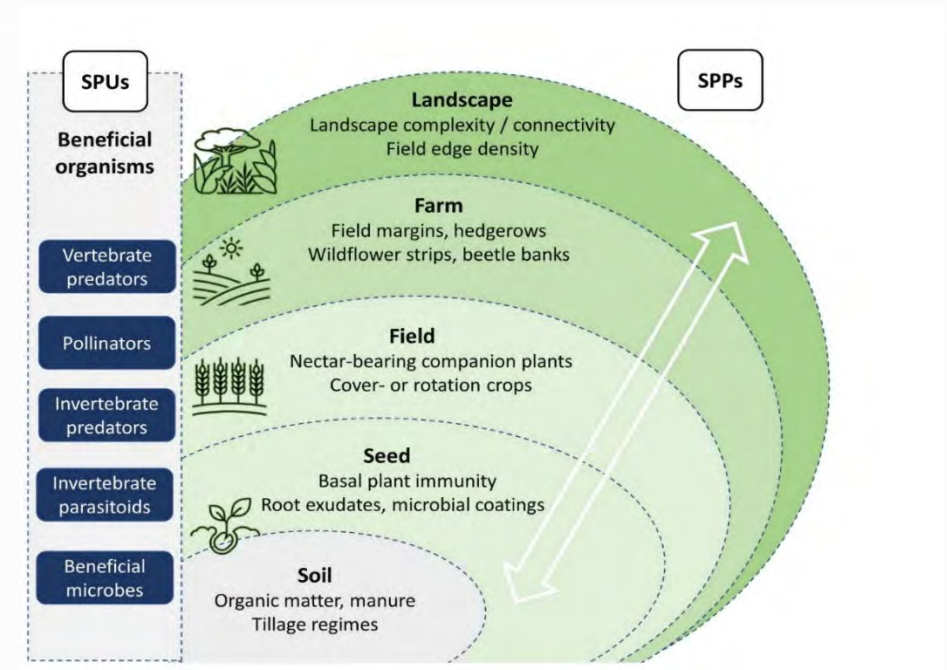 SPUs
Beneficial
organisms
Vertebrate
predators
Pollinators
Invertebrate
predators
Invertebrate
parasitoids
Beneficial
microbes
SPPs
Landscape
Landscape complexity / connectivity
Field edge density
Farm
Field margins, hedgerows
Wildflower strips, beetle banks
Field
Nectar-bearing companion plants
Cover- or rotation crops
Seed
Basal plant immunity
Root exudates, microbial coatings
Soil
Organic matter, manure
Tillage regimes